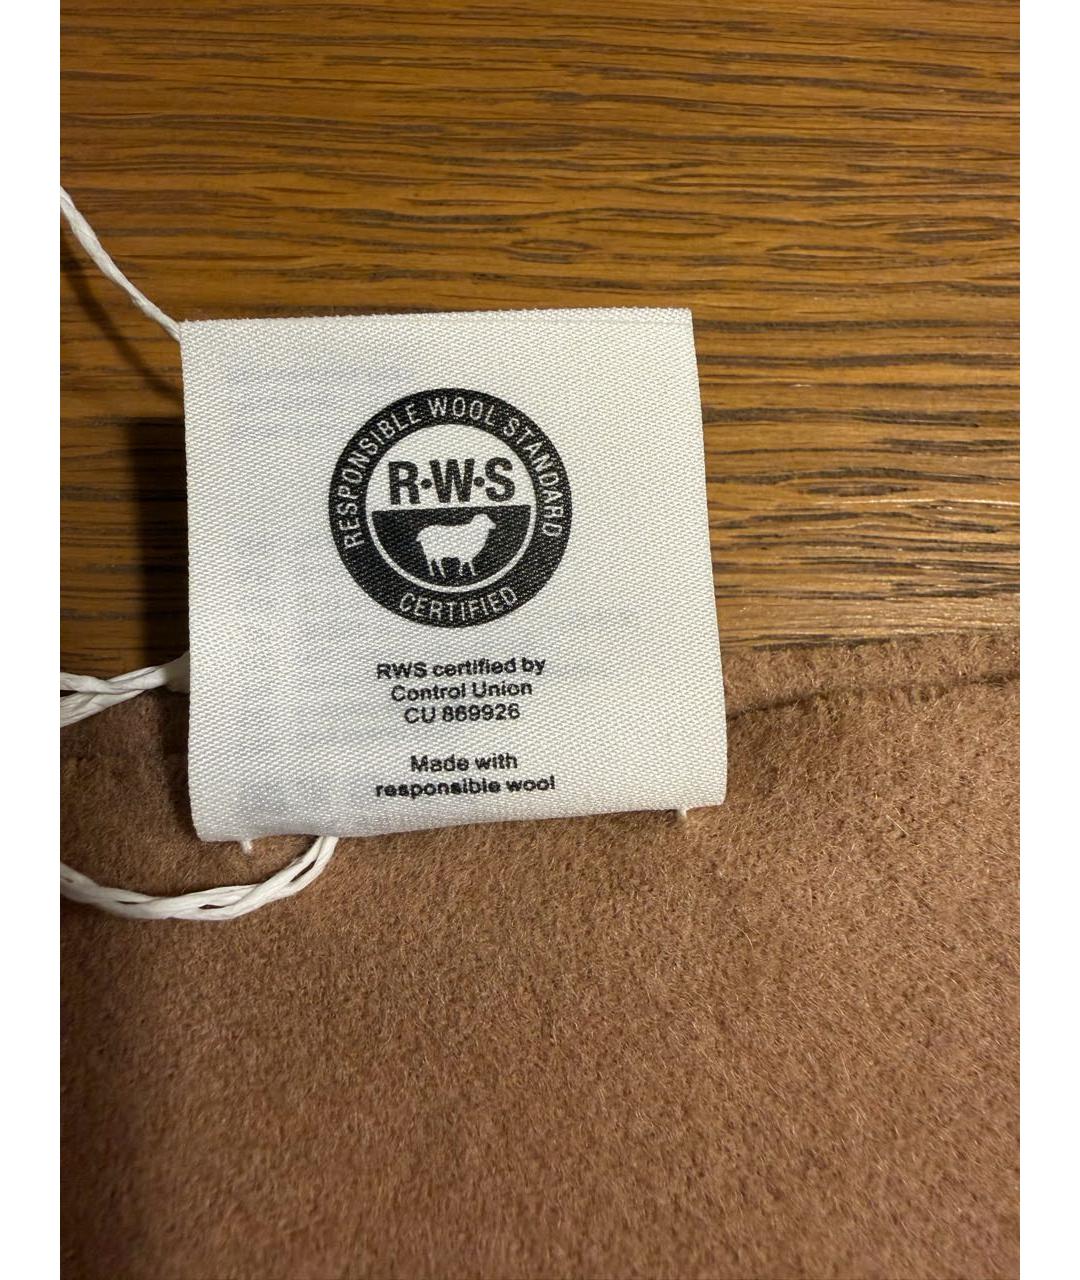 RESPONSIBLE WOOL STANDARD
R·W·S
CERTIFIED
RWS certified by
Control Union
CU 869926
Made with
responsible wool